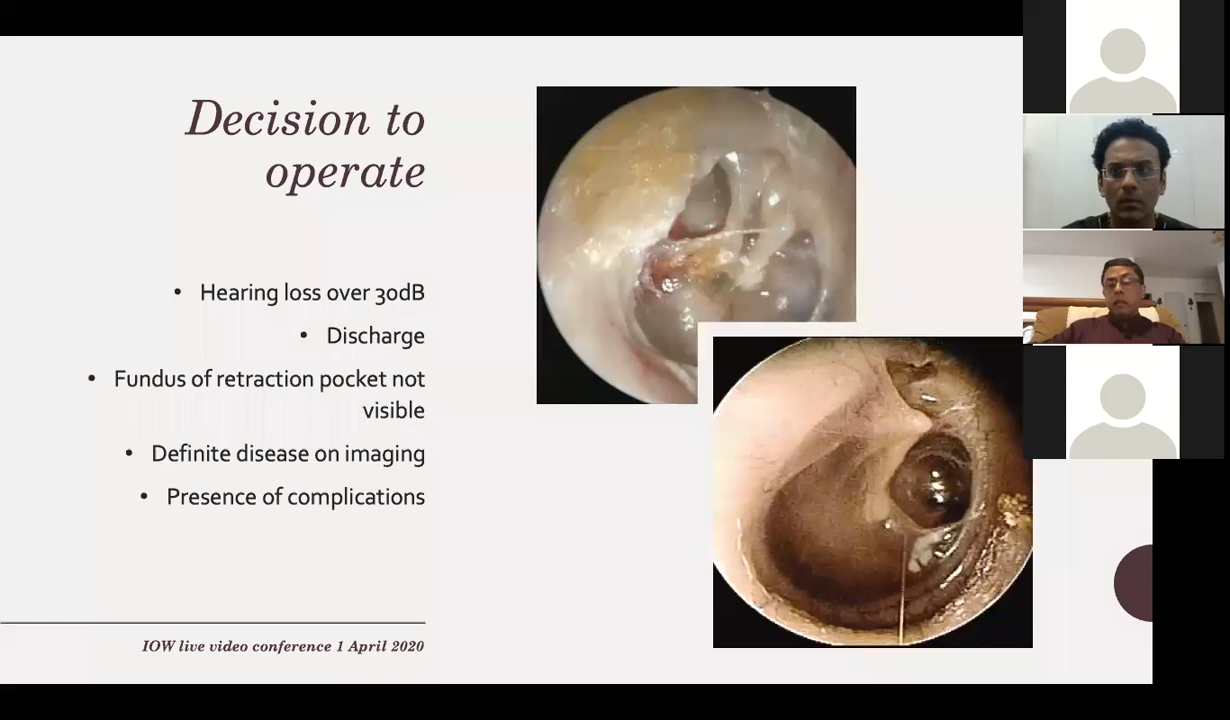 Decision to
operate
• Hearing loss over 30dB
• Discharge
• Fundus of retraction pocket not
visible
• Definite disease on imaging
• Presence of complications
IOW live video conference 1 April 2020